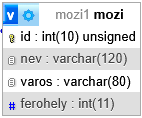 v mozi1 mozi
id : int(10) unsigned
nev : varchar(120)
varos : varchar(80)
# ferohely : int(11)